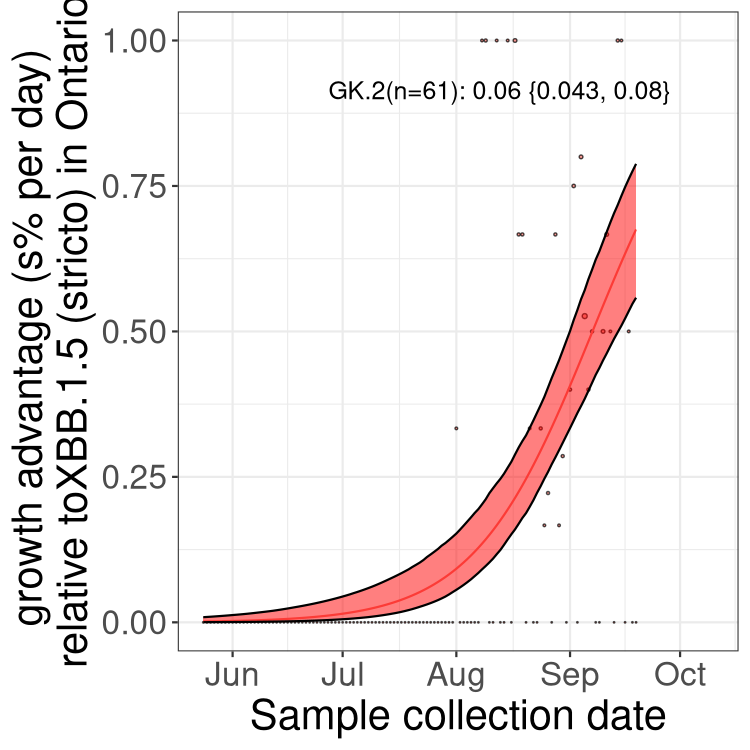 growth advantage (s% per day)
relative toXBB.1.5 (stricto) in Ontario
1.00
0.75
0.50
0.25
0.00
GK.2(n=61): 0.06 {0.043, 0.08}
Jun Jul Aug Sep Oct
Sample collection date